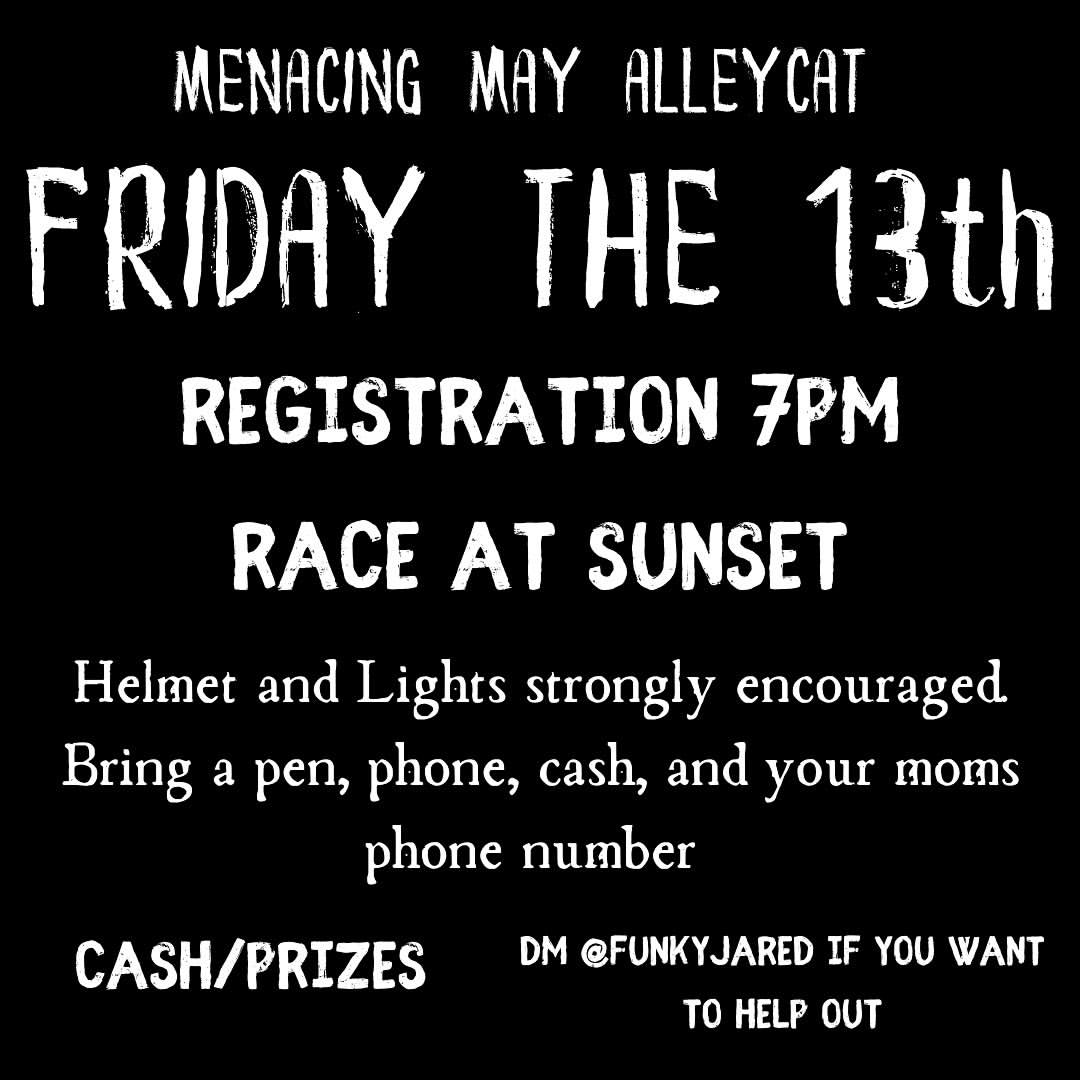 MENACING MAY ALLEYCAT
FRIDAY THE 13th
REGISTRATION 7PM
RACE AT SUNSET
Helmet and Lights strongly encouraged.
Bring a pen, phone, cash, and your moms
phone number
CASH/PRIZES
DM @FUNKYJARED IF YOU WANT
TO HELP OUT